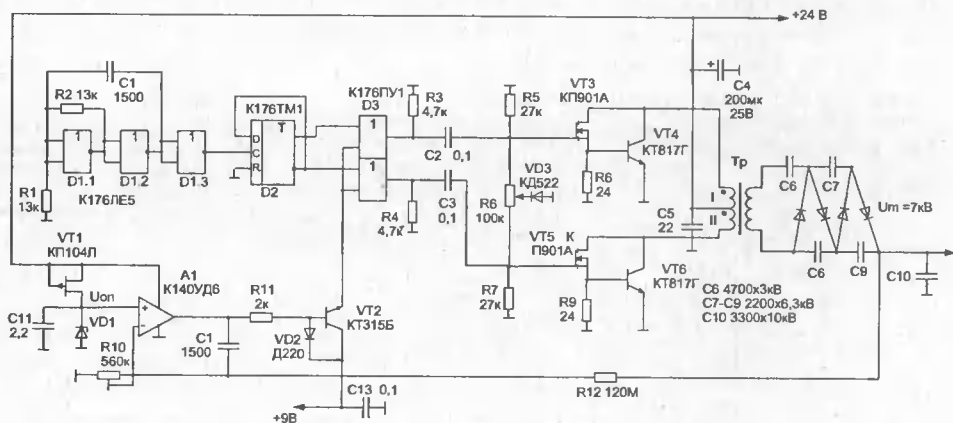 +24 В
C1
1500
R2 13к
1
1
1
D1.1
D1.2
D1.3
К176ЛЕ5
R1
13к
К176ТМ1
T
D
C
R
D2
К176ПУ1
D3
1
1
R3
4,7к
C2 0,1
R4
4,7к
C3
0,1
R5
27к
VD3
КД522
R6
100к
R7
27к
VT3
КП901А
R6
24
VT4
КТ817Г
VT5 К
П901А
R9
24
VT6
КТ817Г
C4
200мк
25В
C5
22
Тр
I
II
C6
C7
C6
C9
Um =7кВ
C10
C6 4700х3кВ
C7-C9 2200х6,3кВ
C10 3300х10кВ
VT1
КП104Л
Uоп
C11
2,2
VD1
A1
К140УД6
+
−
R10
560к
C1
1500
R11
2к
VD2
Д220
VT2
КТ315Б
C13 0,1
+9В
R12 120М